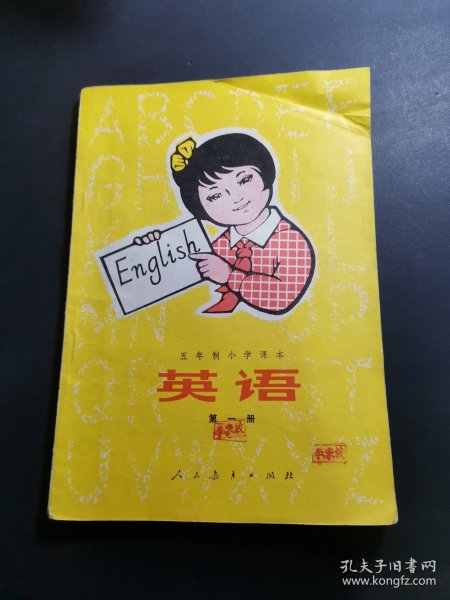 English
五年制小学课本
英语
第一册
人民教育出版社
孔夫子旧书网
www.kongfz.com